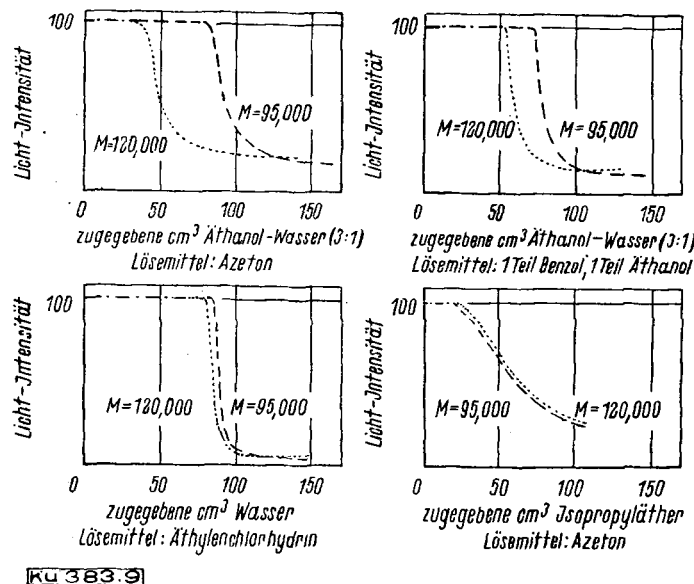 Licht-Intensität
100
M=120,000
M=95,000
0 50 100 150
zugegebene cm³ Äthanol-Wasser (3:1)
Lösemittel: Azeton
Licht-Intensität
100
M=120,000
M=95,000
0 50 100 150
zugegebene cm³ Äthanol-Wasser (3:1)
Lösemittel: 1 Teil Benzol, 1 Teil Äthanol
Licht-Intensität
100
M=120,000
M=95,000
0 50 100 150
zugegebene cm³ Wasser
Lösemittel: Äthylenchlorhydrin
Licht-Intensität
100
M=95,000
M=120,000
0 50 100 150
zugegebene cm³ Isopropyläther
Lösemittel: Azeton
Ku 383.9